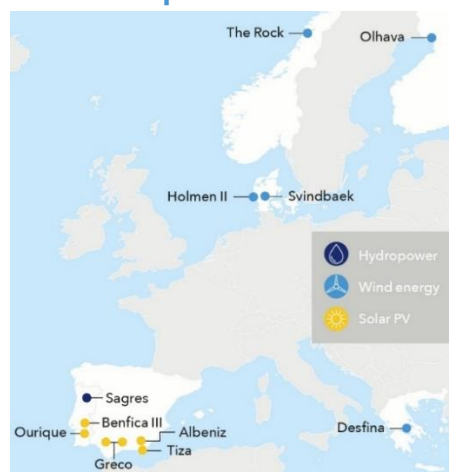 The Rock
Olhava
Holmen II
Svindbaek
Hydropower
Wind energy
Solar PV
Sagres
Benfica III
Ourique
Albeniz
Desfina
Tiza
Greco